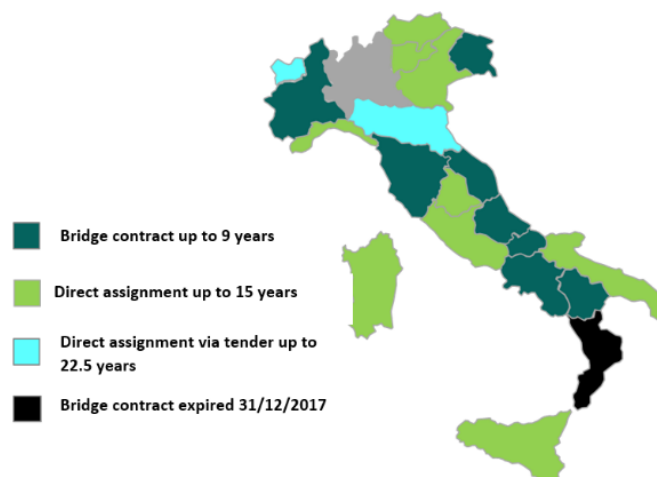 Bridge contract up to 9 years
Direct assignment up to 15 years
Direct assignment via tender up to
22.5 years
Bridge contract expired 31/12/2017